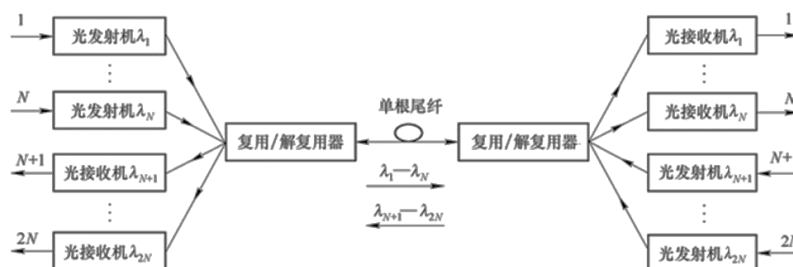 1
光发射机λ1
N
光发射机λN
N+1
光接收机λN+1
2N
光接收机λ2N
复用/解复用器
单根尾纤
λ1—λN
λN+1—λ2N
复用/解复用器
光接收机λ1
1
光接收机λN
N
光发射机λN+1
N+
光发射机λ2N
2N